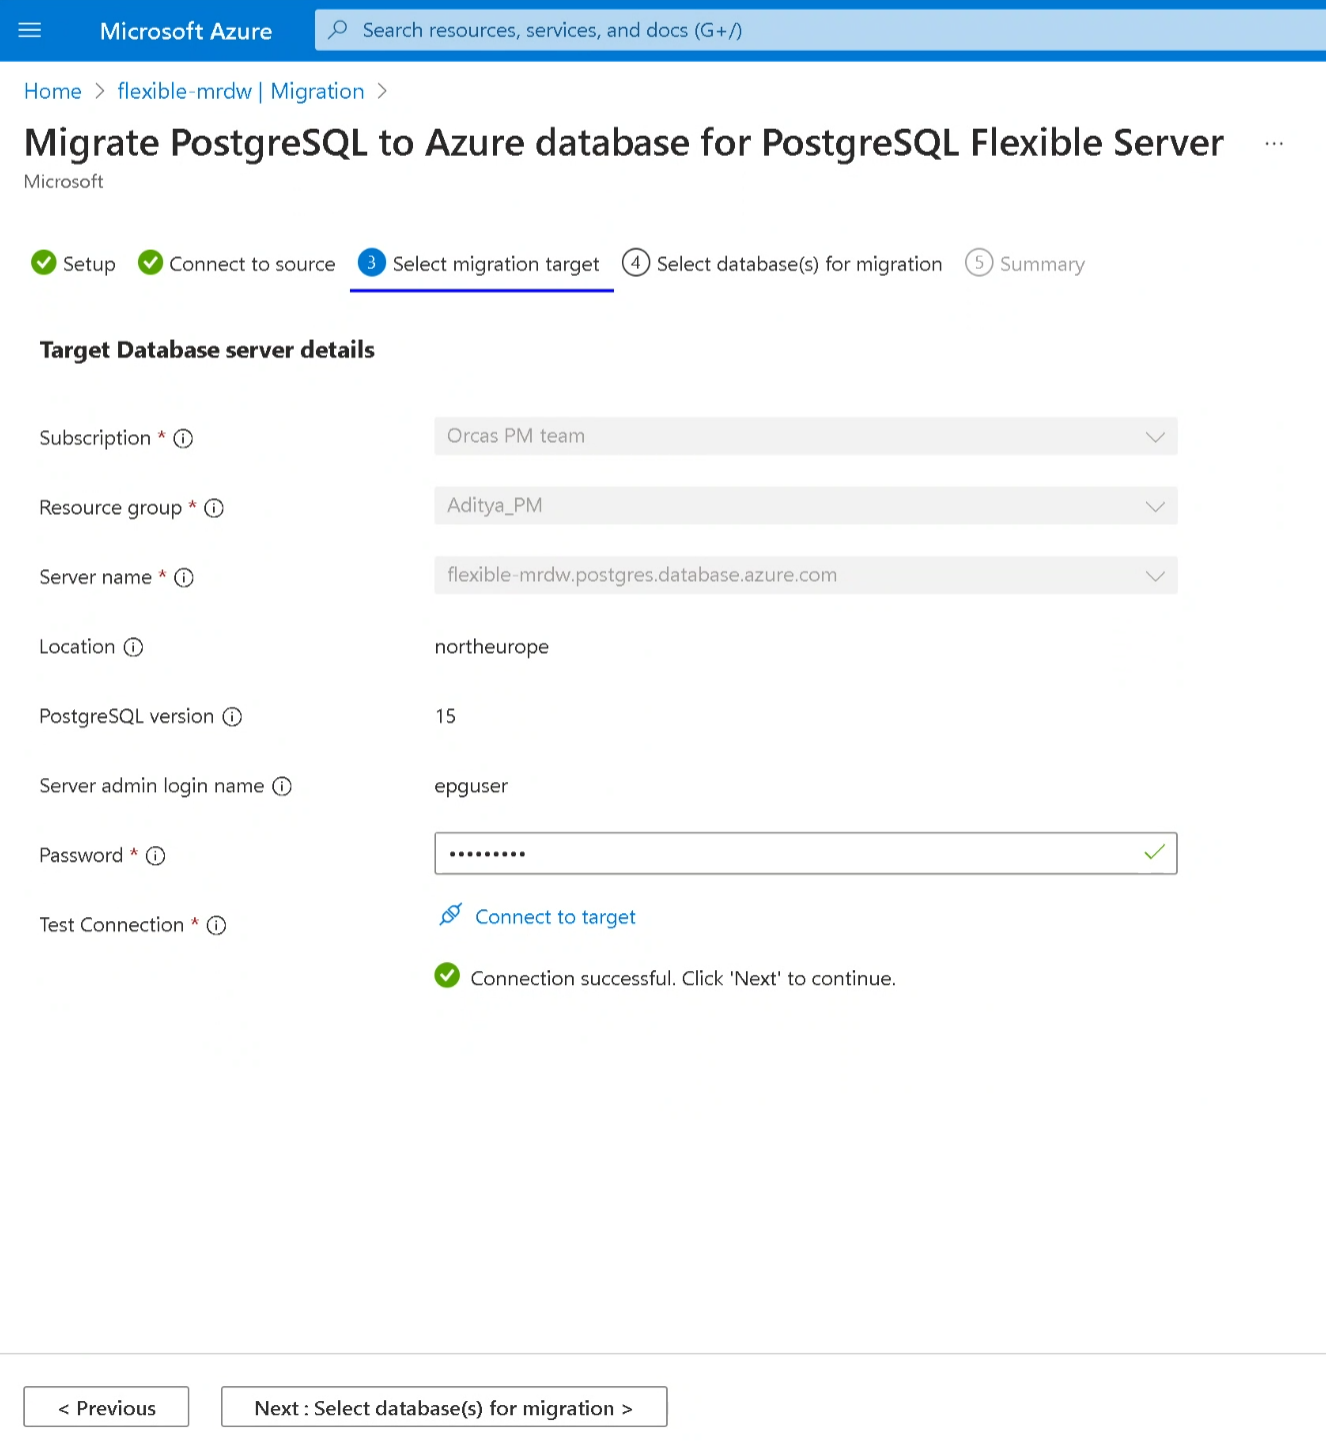 Microsoft Azure
Search resources, services, and docs (G+/)
Home > flexible-mrdw | Migration >
Migrate PostgreSQL to Azure database for PostgreSQL Flexible Server ...
Microsoft
Setup Connect to source 3 Select migration target 4 Select database(s) for migration 5 Summary
Target Database server details
Subscription * Orcas PM team
Resource group * Aditya_PM
Server name * flexible-mrdw.postgres.database.azure.com
Location northeurope
PostgreSQL version 15
Server admin login name epguser
Password * •••••••••
Test Connection * Connect to target
Connection successful. Click 'Next' to continue.
< Previous Next : Select database(s) for migration >